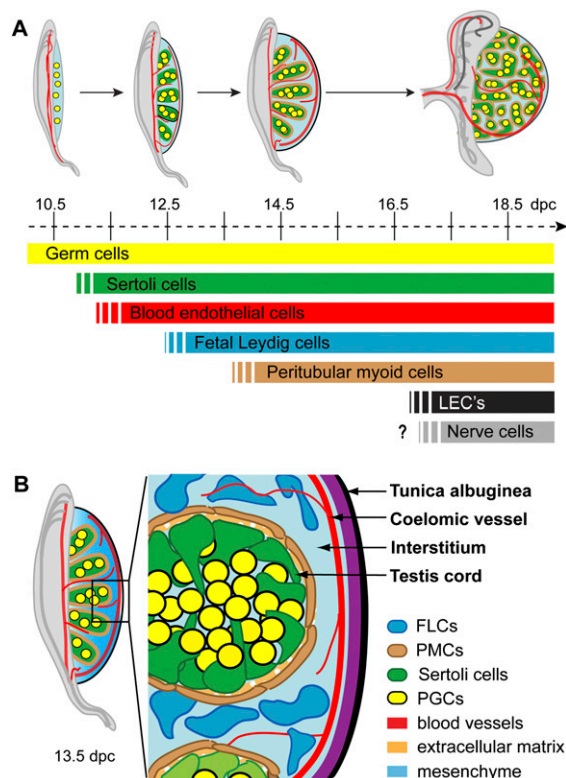 A
10.5 12.5 14.5 16.5 18.5 dpc
Germ cells
Sertoli cells
Blood endothelial cells
Fetal Leydig cells
Peritubular myoid cells
LEC's
? Nerve cells
B
Tunica albuginea
Coelomic vessel
Interstitium
Testis cord
FLCs
PMCs
Sertoli cells
PGCs
blood vessels
extracellular matrix
mesenchyme
13.5 dpc